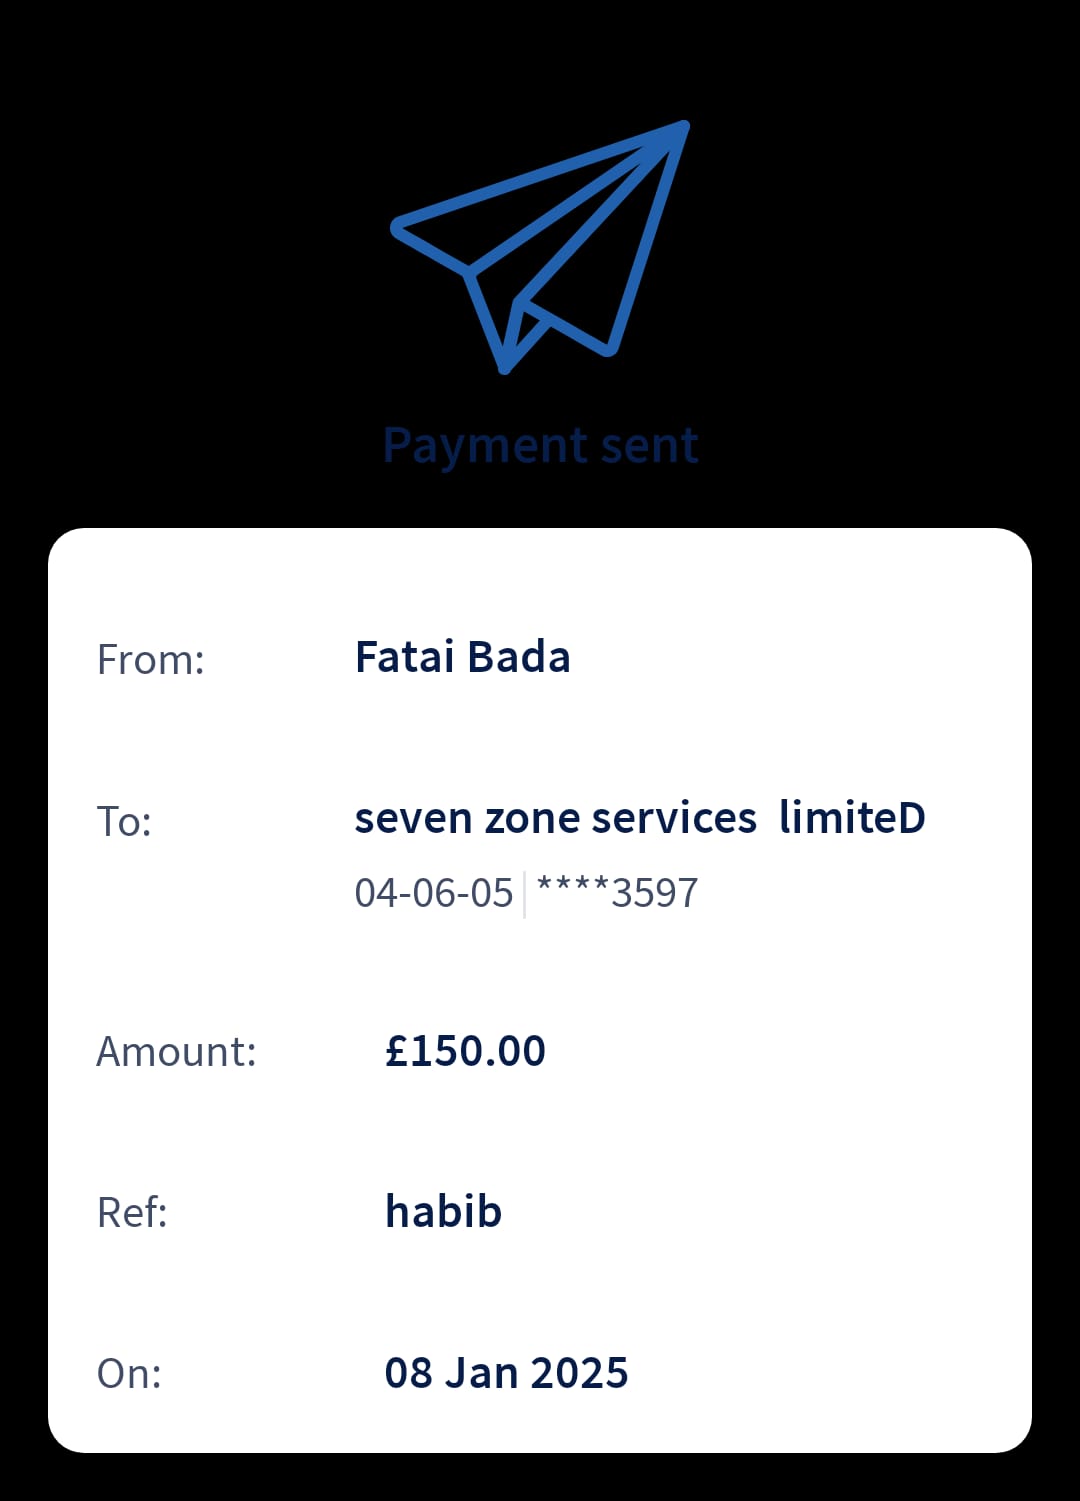 Payment sent
From: Fatai Bada
To: seven zone services  limiteD
04-06-05 | ****3597
Amount: £150.00
Ref: habib
On: 08 Jan 2025